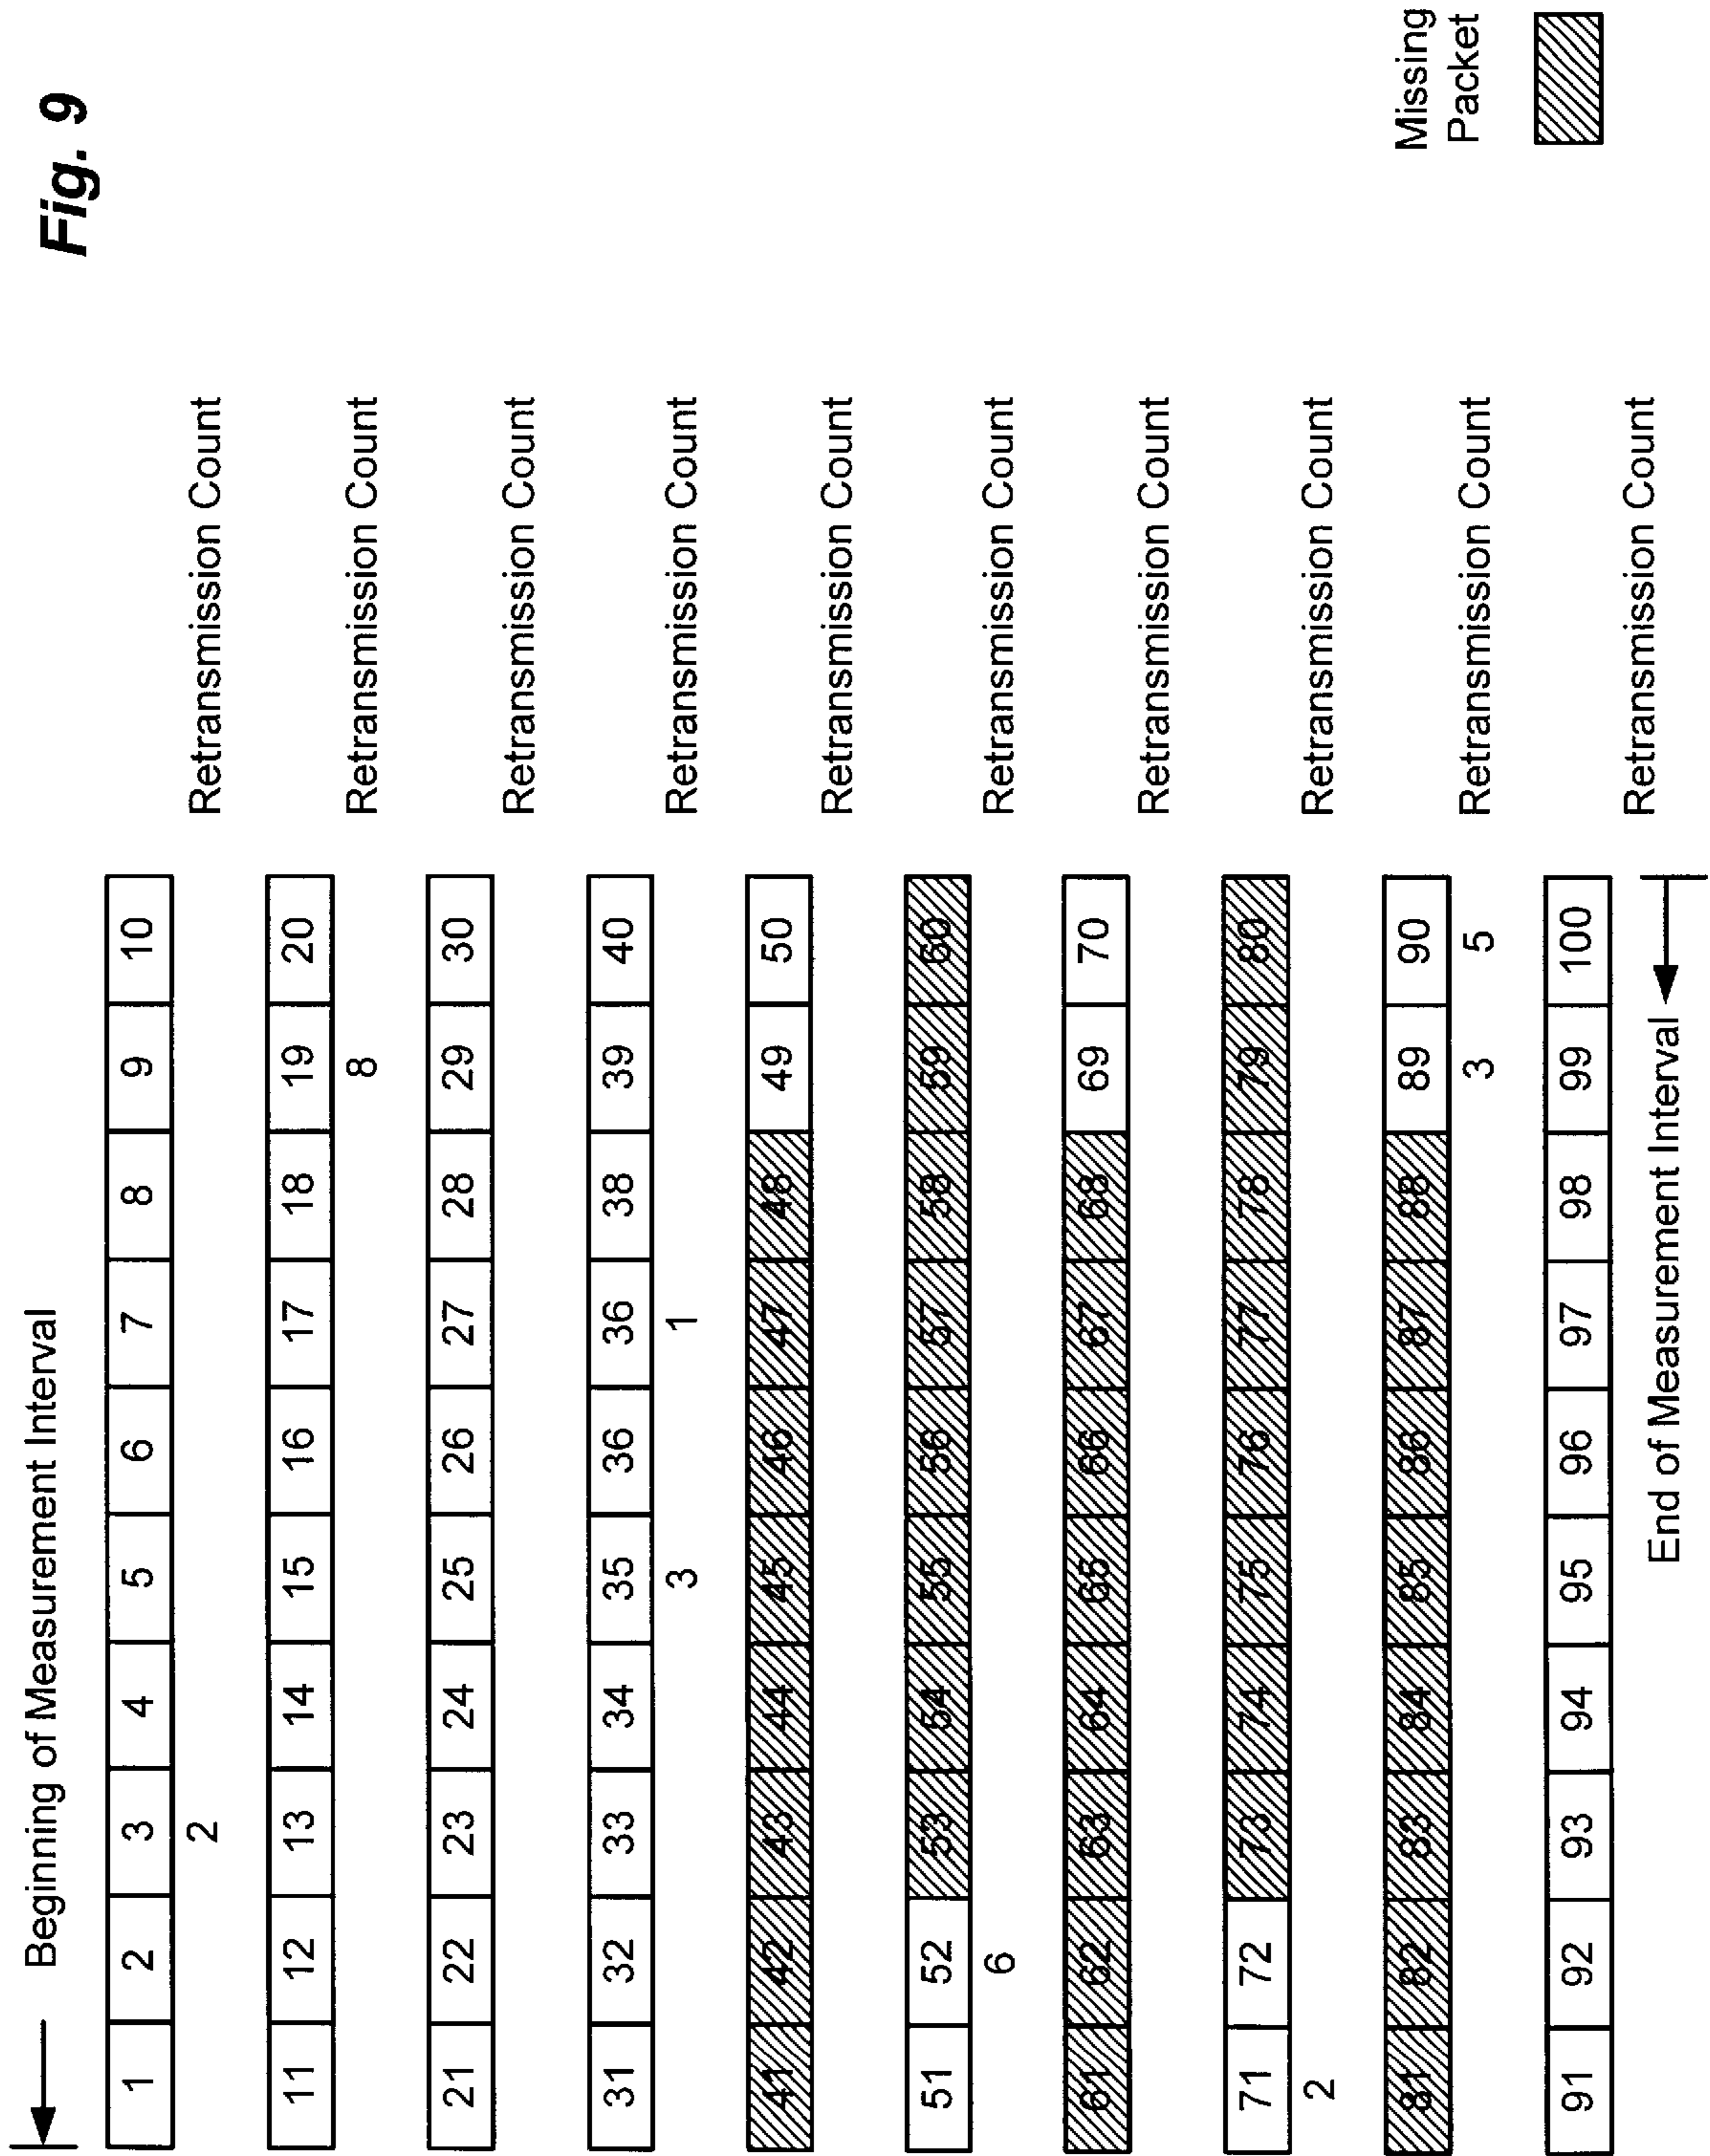 Fig. 9
Beginning of Measurement Interval
1 2 3 4 5 6 7 8 9 10
2
Retransmission Count
11 12 13 14 15 16 17 18 19 20
8
Retransmission Count
21 22 23 24 25 26 27 28 29 30
Retransmission Count
31 32 33 34 35 36 36 38 39 40
3 1
Retransmission Count
41 42 43 44 45 46 47 48 49 50
Retransmission Count
51 52 53 54 55 56 57 58 59 60
6
Retransmission Count
61 62 63 64 65 66 67 68 69 70
Retransmission Count
71 72 73 74 75 76 77 78 79 80
2
Retransmission Count
81 82 83 84 85 86 87 88 89 90
3 5
Retransmission Count
91 92 93 94 95 96 97 98 99 100
Retransmission Count
End of Measurement Interval
Missing
Packet